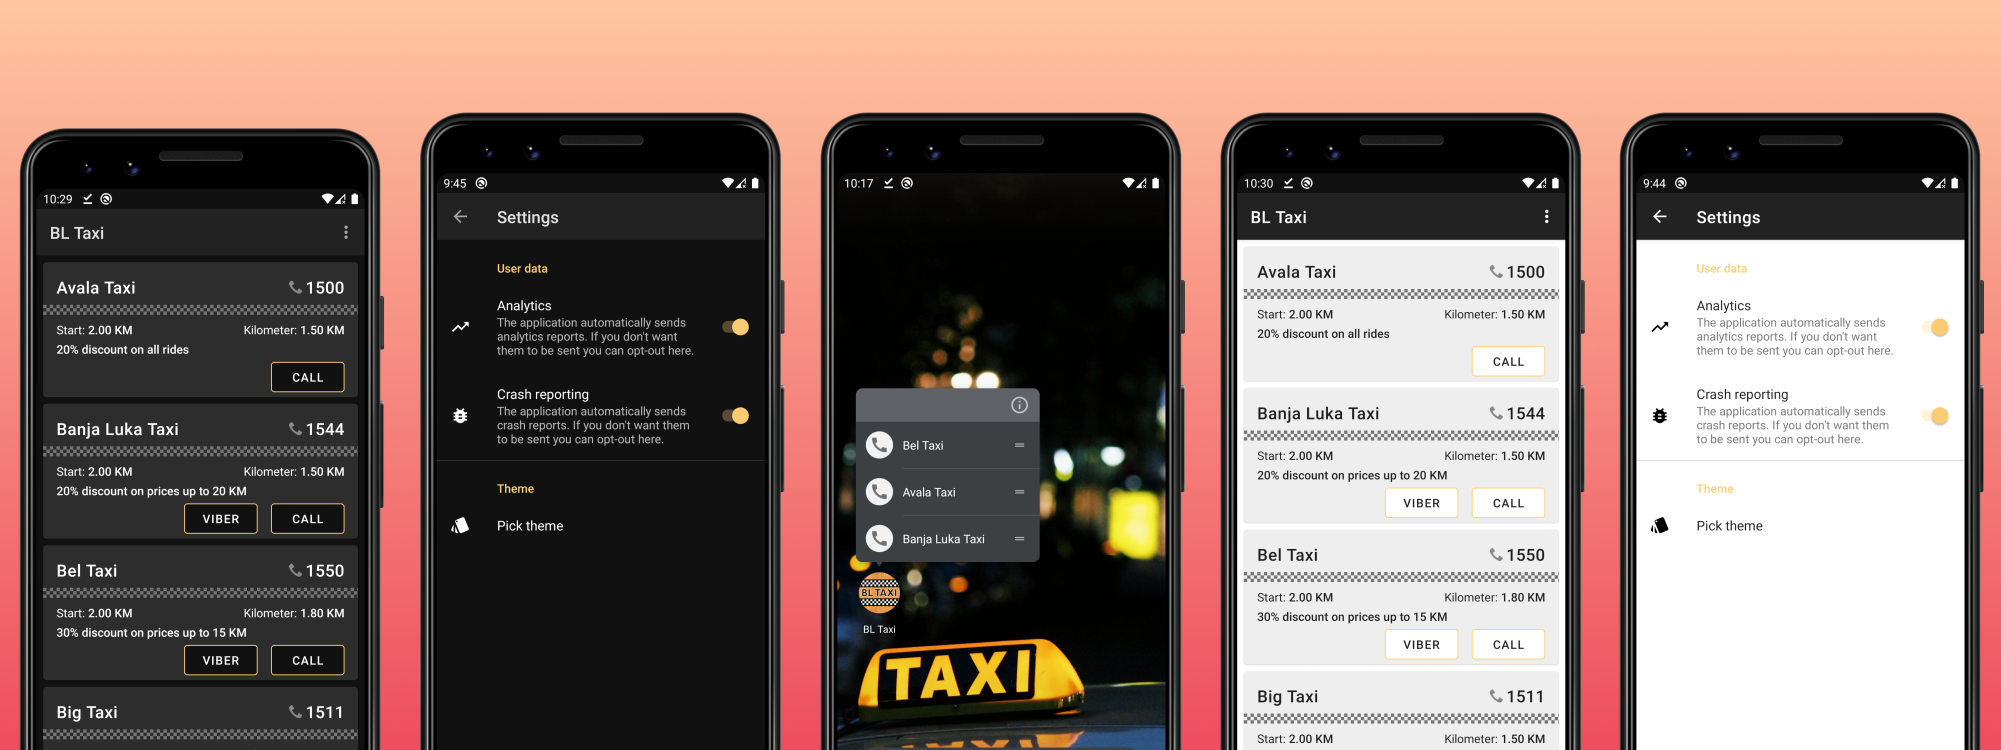 10:29
BL Taxi
Avala Taxi 1500
Start: 2.00 KM Kilometer: 1.50 KM
20% discount on all rides
CALL
Banja Luka Taxi 1544
Start: 2.00 KM Kilometer: 1.50 KM
20% discount on prices up to 20 KM
VIBER CALL
Bel Taxi 1550
Start: 2.00 KM Kilometer: 1.80 KM
30% discount on prices up to 15 KM
VIBER CALL
Big Taxi 1511
9:45
Settings
User data
Analytics
The application automatically sends
analytics reports. If you don't want
them to be sent you can opt-out here.
Crash reporting
The application automatically sends
crash reports. If you don't want them
to be sent you can opt-out here.
Theme
Pick theme
10:17
Bel Taxi
Avala Taxi
Banja Luka Taxi
BL TAXI
BL Taxi
TAXI
10:30
BL Taxi
Avala Taxi 1500
Start: 2.00 KM Kilometer: 1.50 KM
20% discount on all rides
CALL
Banja Luka Taxi 1544
Start: 2.00 KM Kilometer: 1.50 KM
20% discount on prices up to 20 KM
VIBER CALL
Bel Taxi 1550
Start: 2.00 KM Kilometer: 1.80 KM
30% discount on prices up to 15 KM
VIBER CALL
Big Taxi 1511
Start: 2.00 KM Kilometer: 1.50 KM
9:44
Settings
User data
Analytics
The application automatically sends
analytics reports. If you don't want
them to be sent you can opt-out here.
Crash reporting
The application automatically sends
crash reports. If you don't want them
to be sent you can opt-out here.
Theme
Pick theme